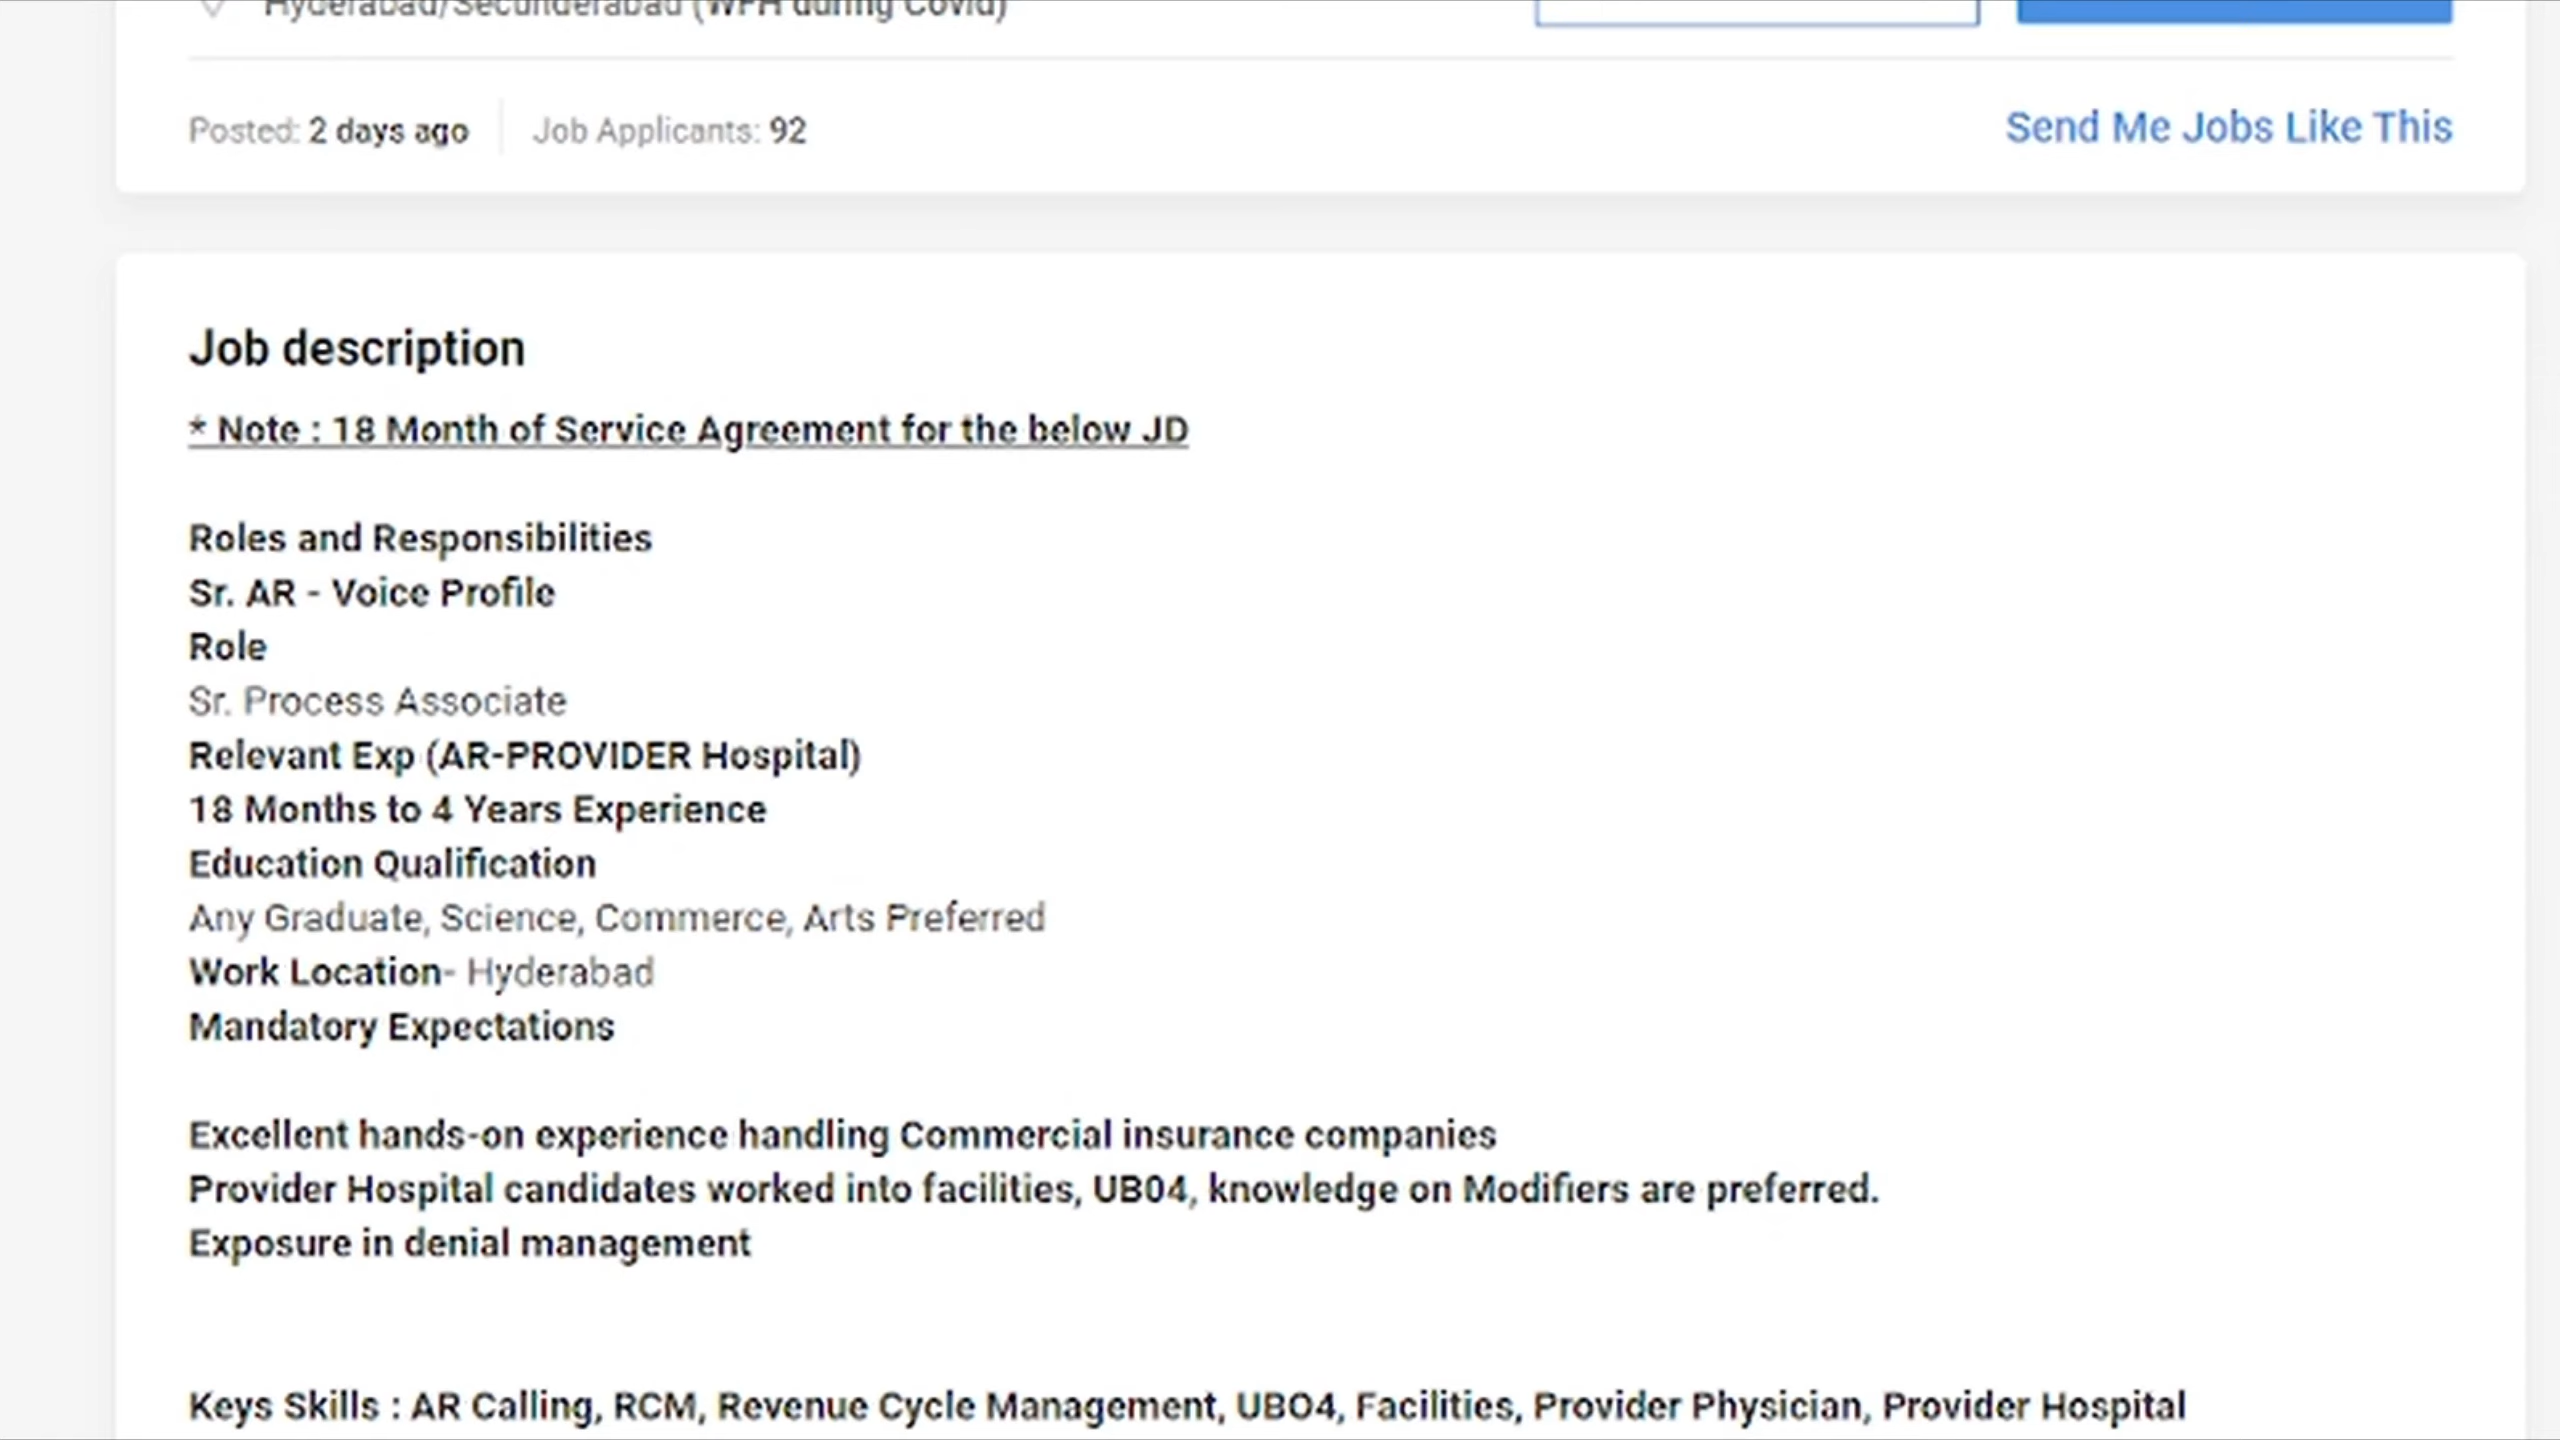 Hyderabad/Secunderabad (WFH during Covid)
Posted: 2 days ago
Job Applicants: 92
Send Me Jobs Like This
Job description
* Note : 18 Month of Service Agreement for the below JD
Roles and Responsibilities
Sr. AR - Voice Profile
Role
Sr. Process Associate
Relevant Exp (AR-PROVIDER Hospital)
18 Months to 4 Years Experience
Education Qualification
Any Graduate, Science, Commerce, Arts Preferred
Work Location- Hyderabad
Mandatory Expectations
Excellent hands-on experience handling Commercial insurance companies
Provider Hospital candidates worked into facilities, UB04, knowledge on Modifiers are preferred.
Exposure in denial management
Keys Skills : AR Calling, RCM, Revenue Cycle Management, UBO4, Facilities, Provider Physician, Provider Hospital